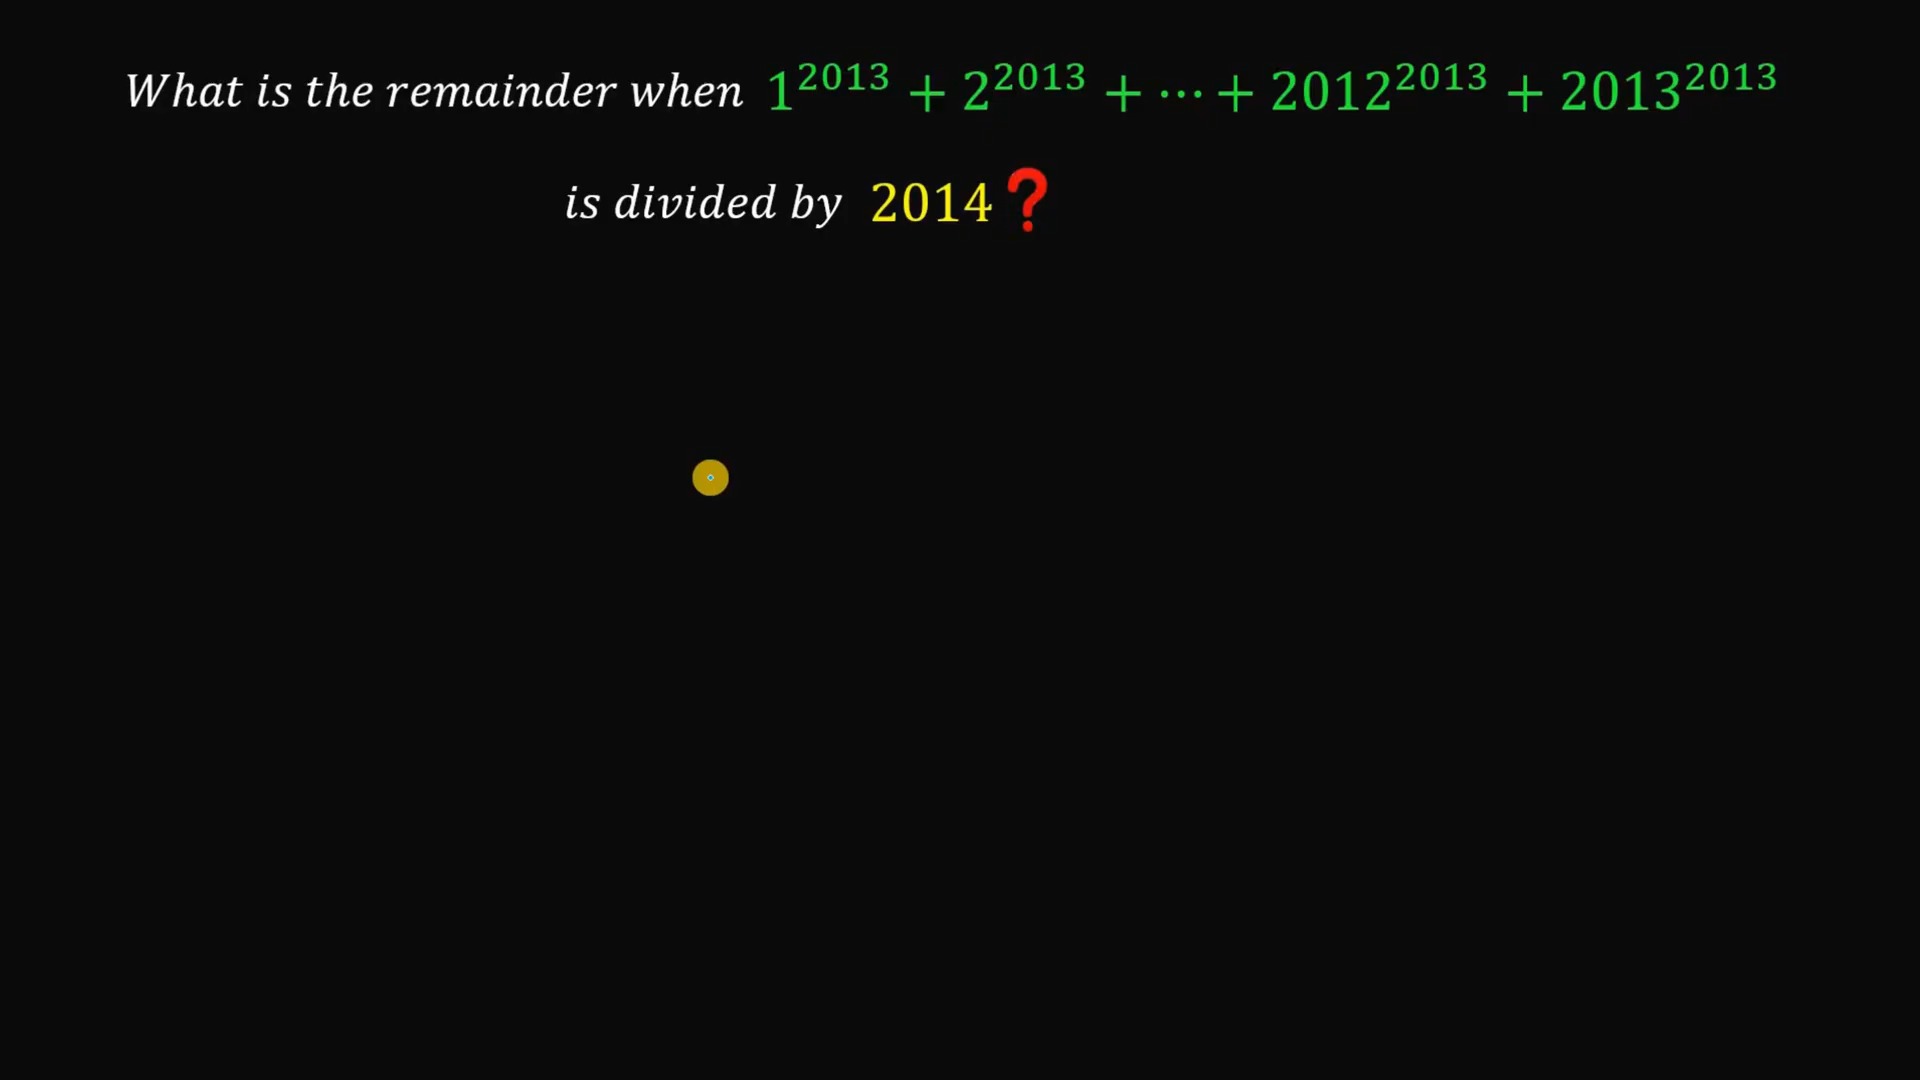 What is the remainder when 1^2013 + 2^2013 + ⋯ + 2012^2013 + 2013^2013
is divided by 2014❓